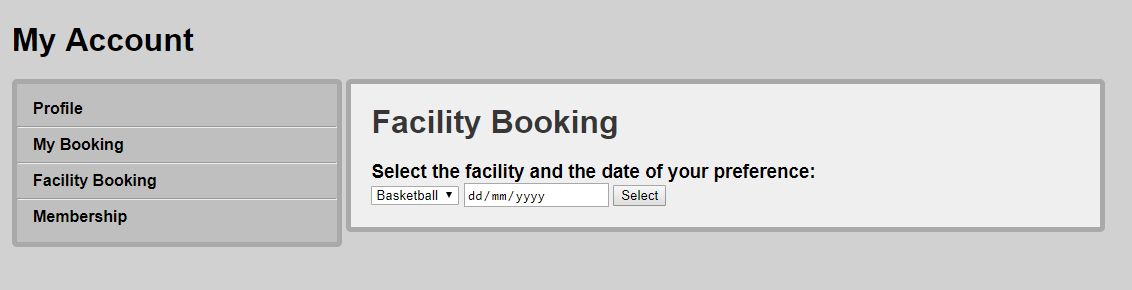 My Account
Profile
My Booking
Facility Booking
Membership
Facility Booking
Select the facility and the date of your preference:
Basketball dd/mm/yyyy Select